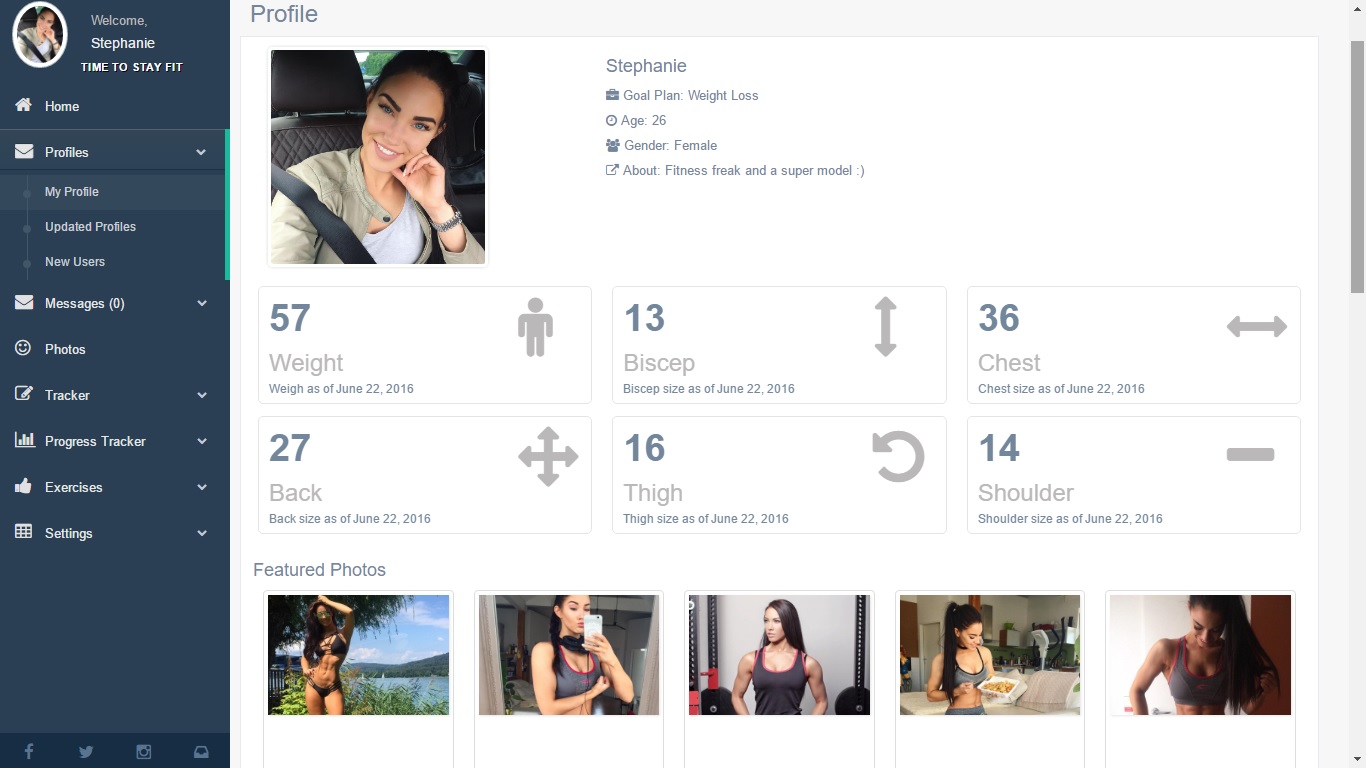 Welcome,
Stephanie
TIME TO STAY FIT
Home
Profiles
My Profile
Updated Profiles
New Users
Messages (0)
Photos
Tracker
Progress Tracker
Exercises
Settings
Profile
Stephanie
Goal Plan: Weight Loss
Age: 26
Gender: Female
About: Fitness freak and a super model :)
57
Weight
Weigh as of June 22, 2016
13
Biscep
Biscep size as of June 22, 2016
36
Chest
Chest size as of June 22, 2016
27
Back
Back size as of June 22, 2016
16
Thigh
Thigh size as of June 22, 2016
14
Shoulder
Shoulder size as of June 22, 2016
Featured Photos